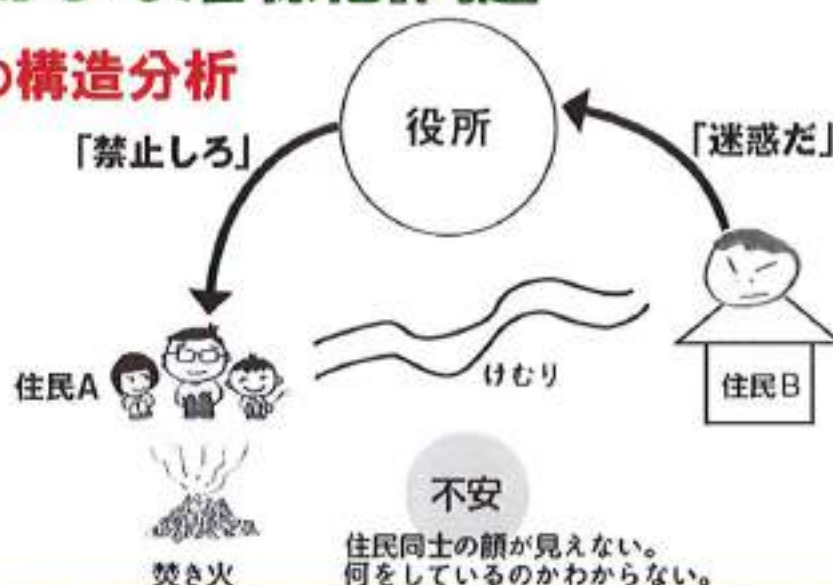 の構造分析
役所
「禁止しろ」
「迷惑だ」
住民A
けむり
住民B
不安
住民同士の顔が見えない。
何をしているのかわからない。
焚き火